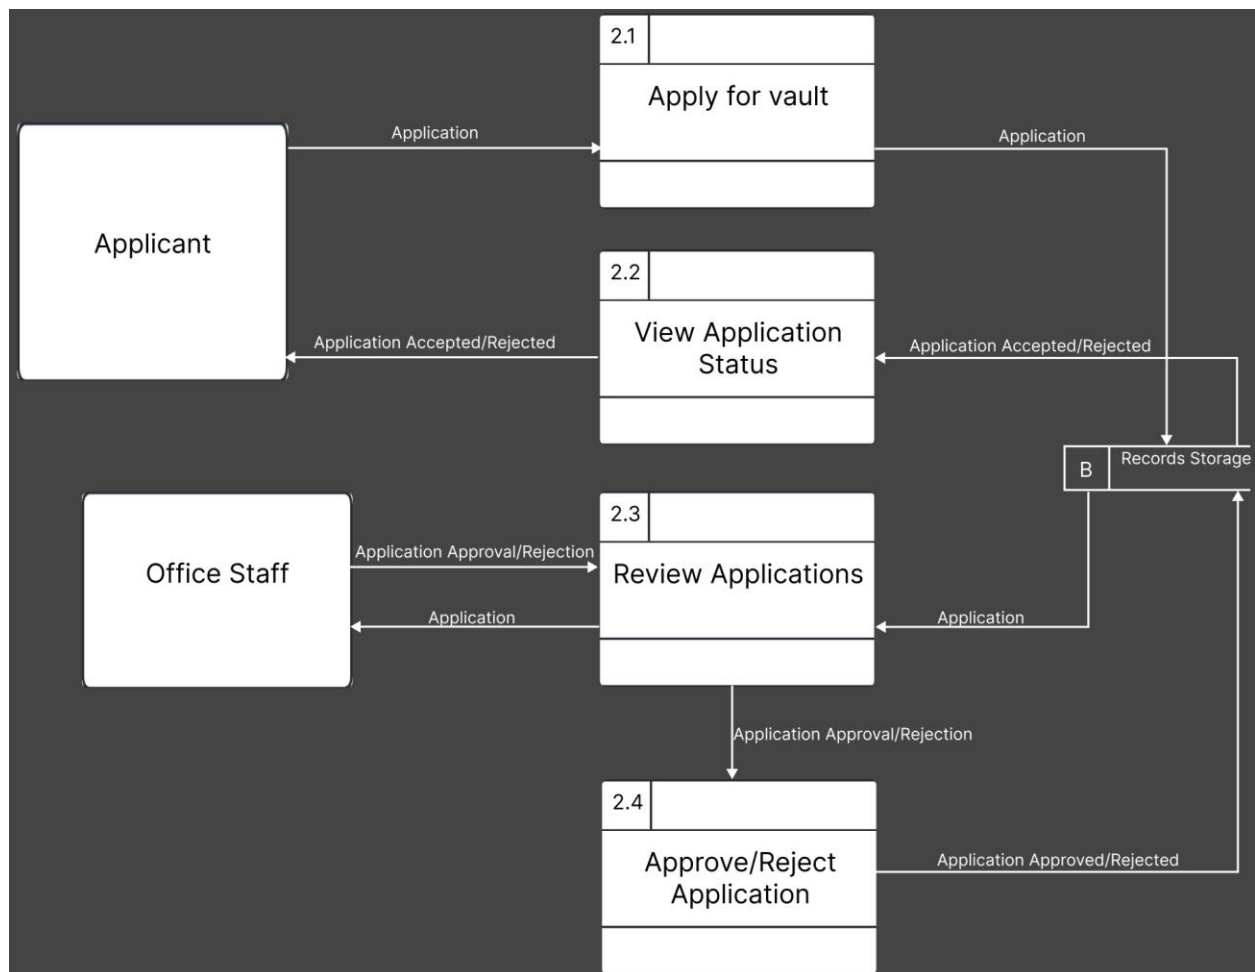 2.1
Apply for vault
Application
Application
Applicant
2.2
View Application
Status
Application Accepted/Rejected
Application Accepted/Rejected
B
Records Storage
2.3
Application Approval/Rejection
Office Staff
Review Applications
Application
Application
Application Approval/Rejection
2.4
Approve/Reject
Application
Application Approved/Rejected